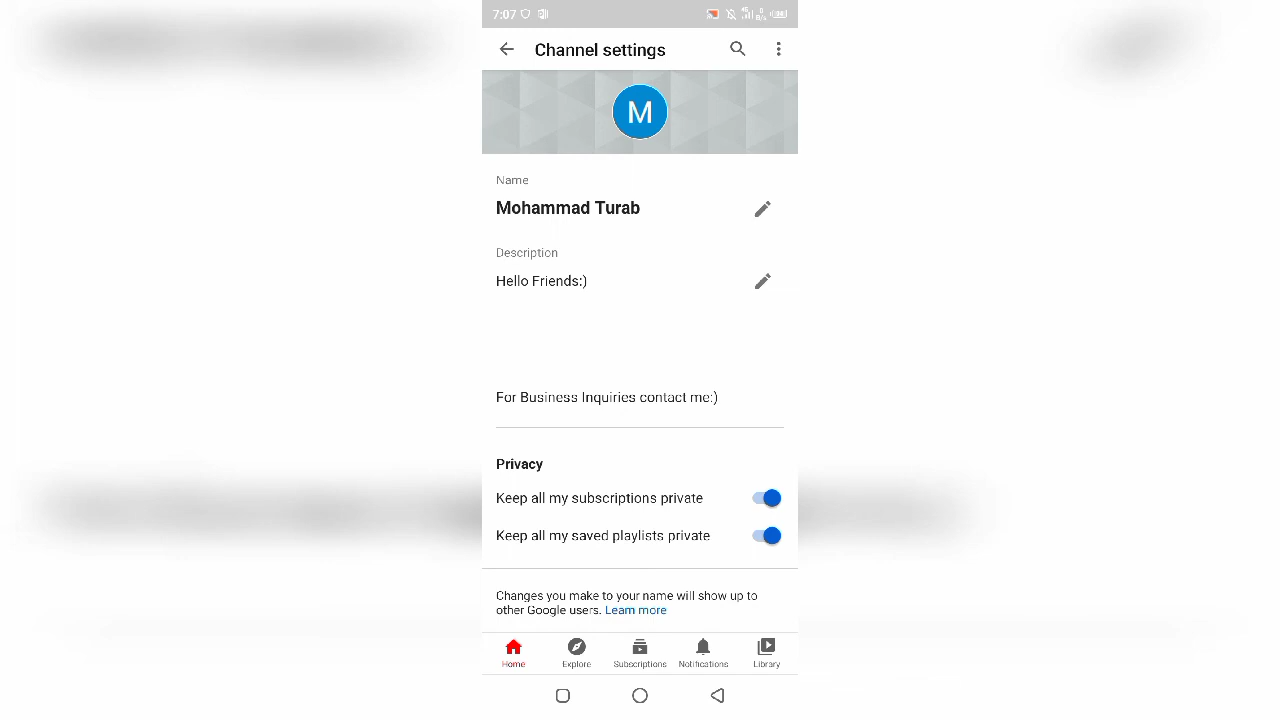 7:07
Channel settings
M
Name
Mohammad Turab
Description
Hello Friends:)
For Business Inquiries contact me:)
Privacy
Keep all my subscriptions private
Keep all my saved playlists private
Changes you make to your name will show up to
other Google users. Learn more
Home Explore Subscriptions Notifications Library